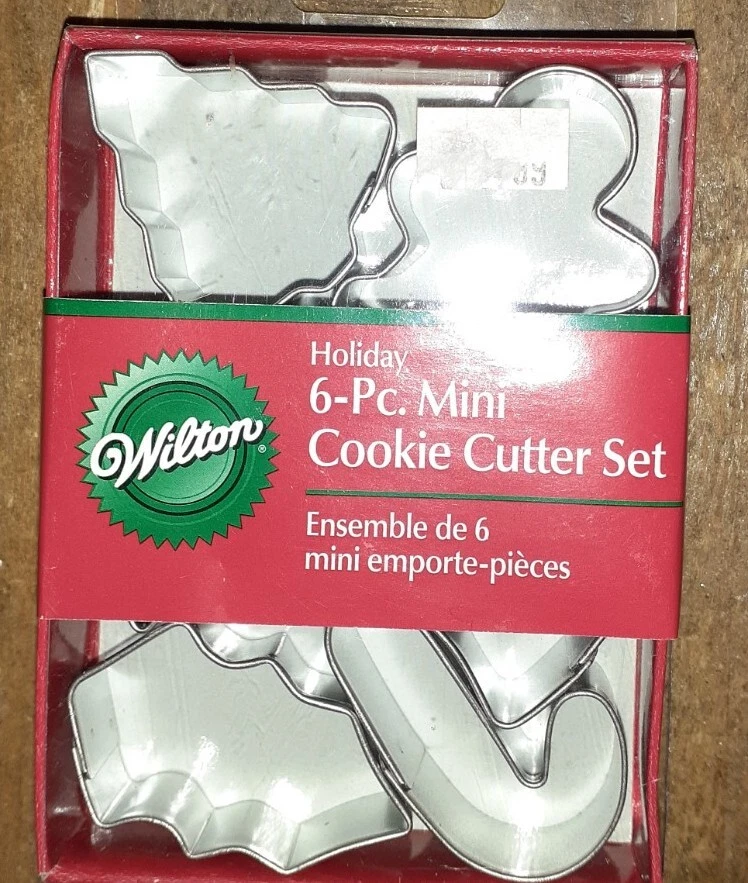 Wilton®
Holiday
6-Pc. Mini
Cookie Cutter Set
Ensemble de 6
mini emporte-pièces